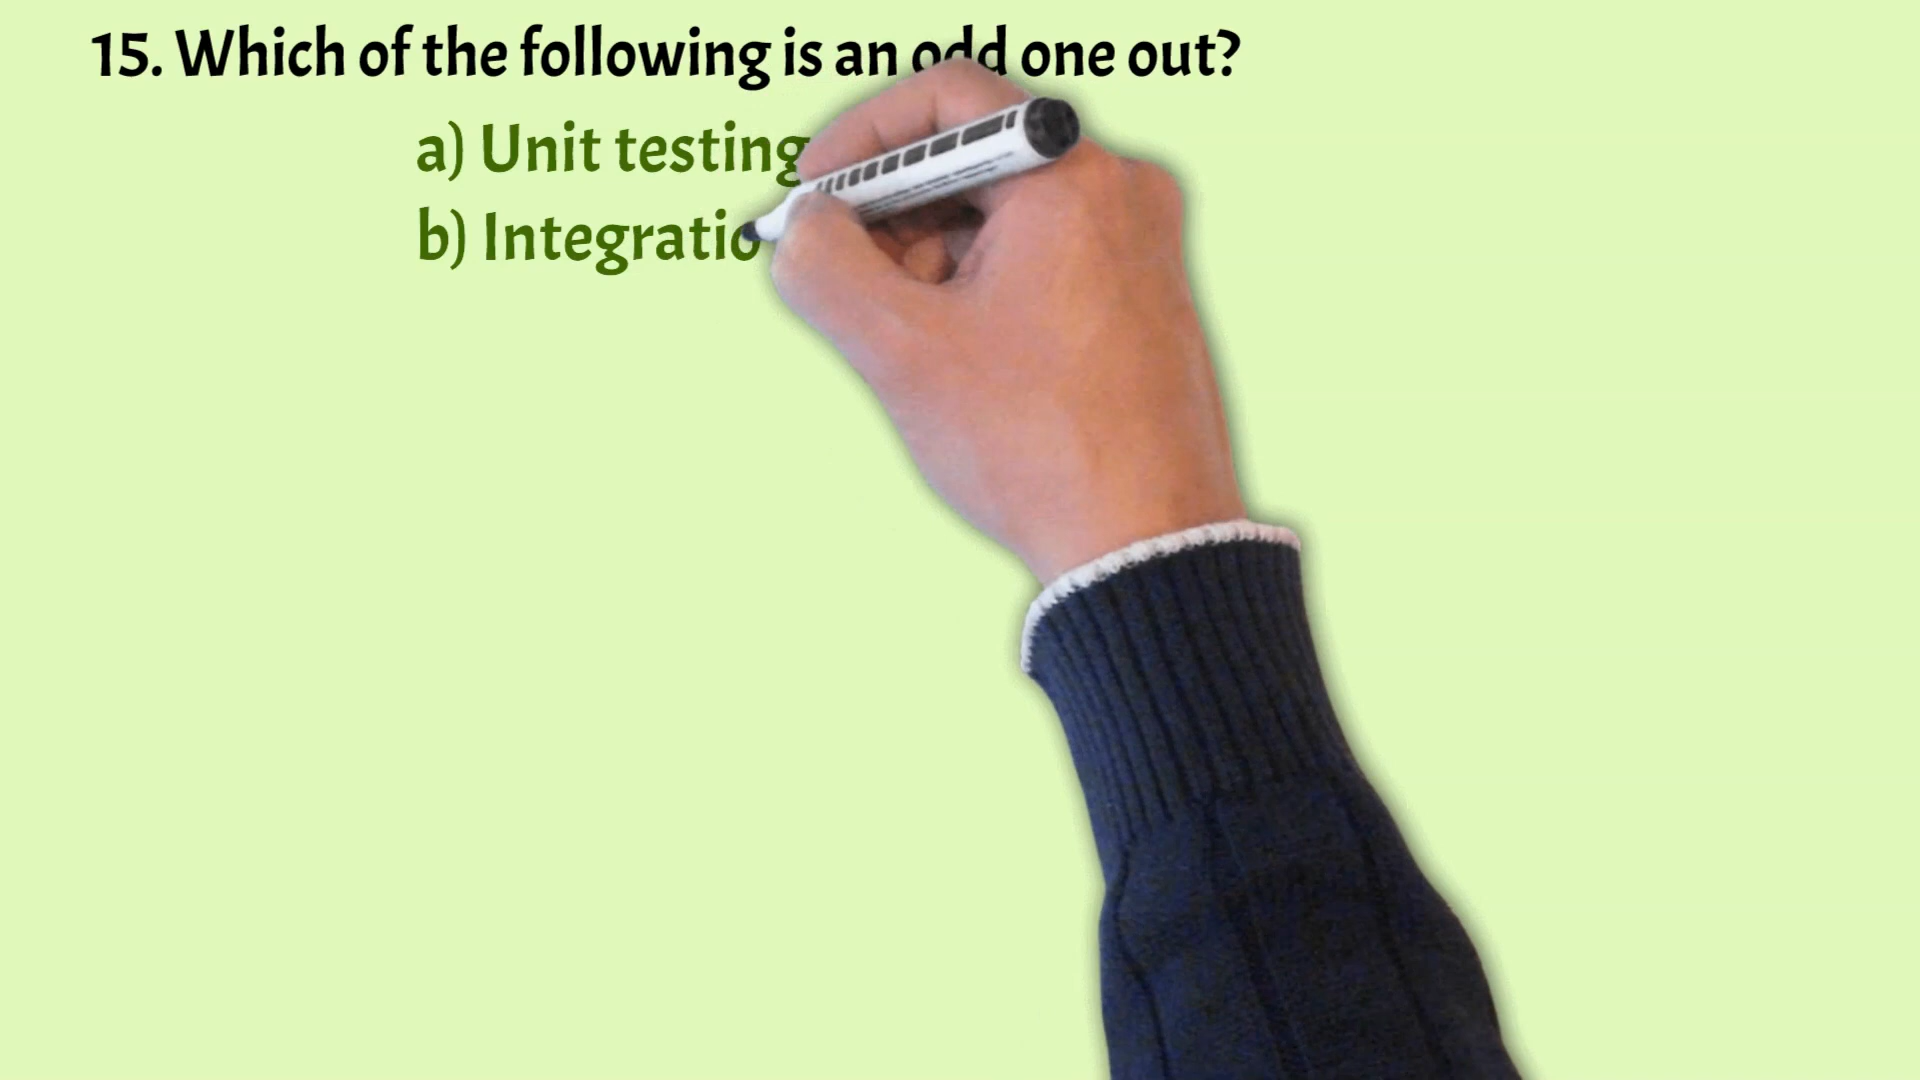 15. Which of the following is an odd one out?
a) Unit testing
b) Integratio